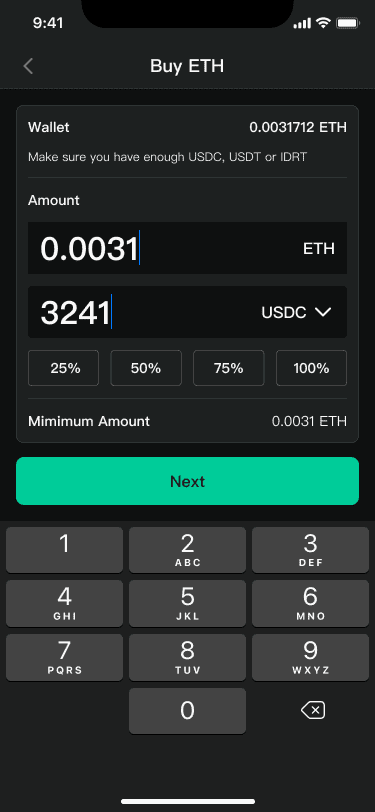 9:41
Buy ETH
Wallet 0.0031712 ETH
Make sure you have enough USDC, USDT or IDRT
Amount
0.0031 ETH
3241 USDC
25% 50% 75% 100%
Mimimum Amount 0.0031 ETH
Next
1 2 3
ABC DEF
4 5 6
GHI JKL MNO
7 8 9
PQRS TUV WXYZ
0